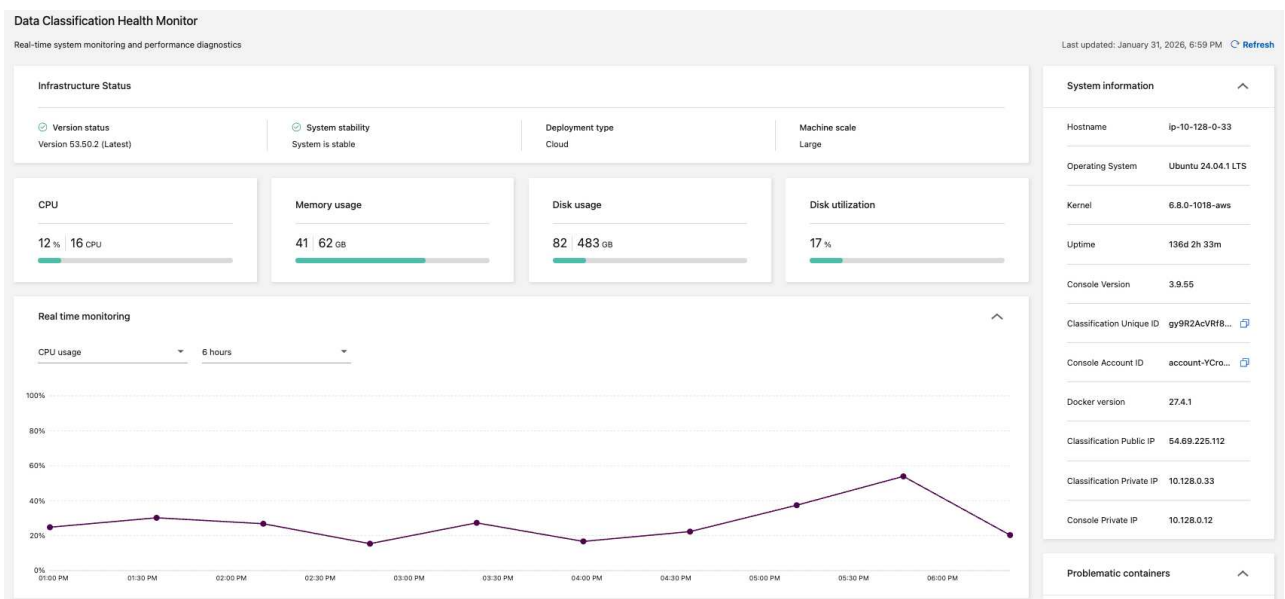 Data Classification Health Monitor
Real-time system monitoring and performance diagnostics
Last updated: January 31, 2026, 6:59 PM Refresh
Infrastructure Status
Version status
Version 53.50.2 (Latest)
System stability
System is stable
Deployment type
Cloud
Machine scale
Large
CPU
12 % 16 CPU
Memory usage
41 62 GB
Disk usage
82 483 GB
Disk utilization
17 %
Real time monitoring
CPU usage
6 hours
100%
80%
60%
40%
20%
0%
01:00 PM 01:30 PM 02:00 PM 02:30 PM 03:00 PM 03:30 PM 04:00 PM 04:30 PM 05:00 PM 05:30 PM 06:00 PM
System information
Hostname ip-10-128-0-33
Operating System Ubuntu 24.04.1 LTS
Kernel 6.8.0-1018-aws
Uptime 136d 2h 33m
Console Version 3.9.55
Classification Unique ID gy9R2AcVRf8...
Console Account ID account-YCro...
Docker version 27.4.1
Classification Public IP 54.69.225.112
Classification Private IP 10.128.0.33
Console Private IP 10.128.0.12
Problematic containers